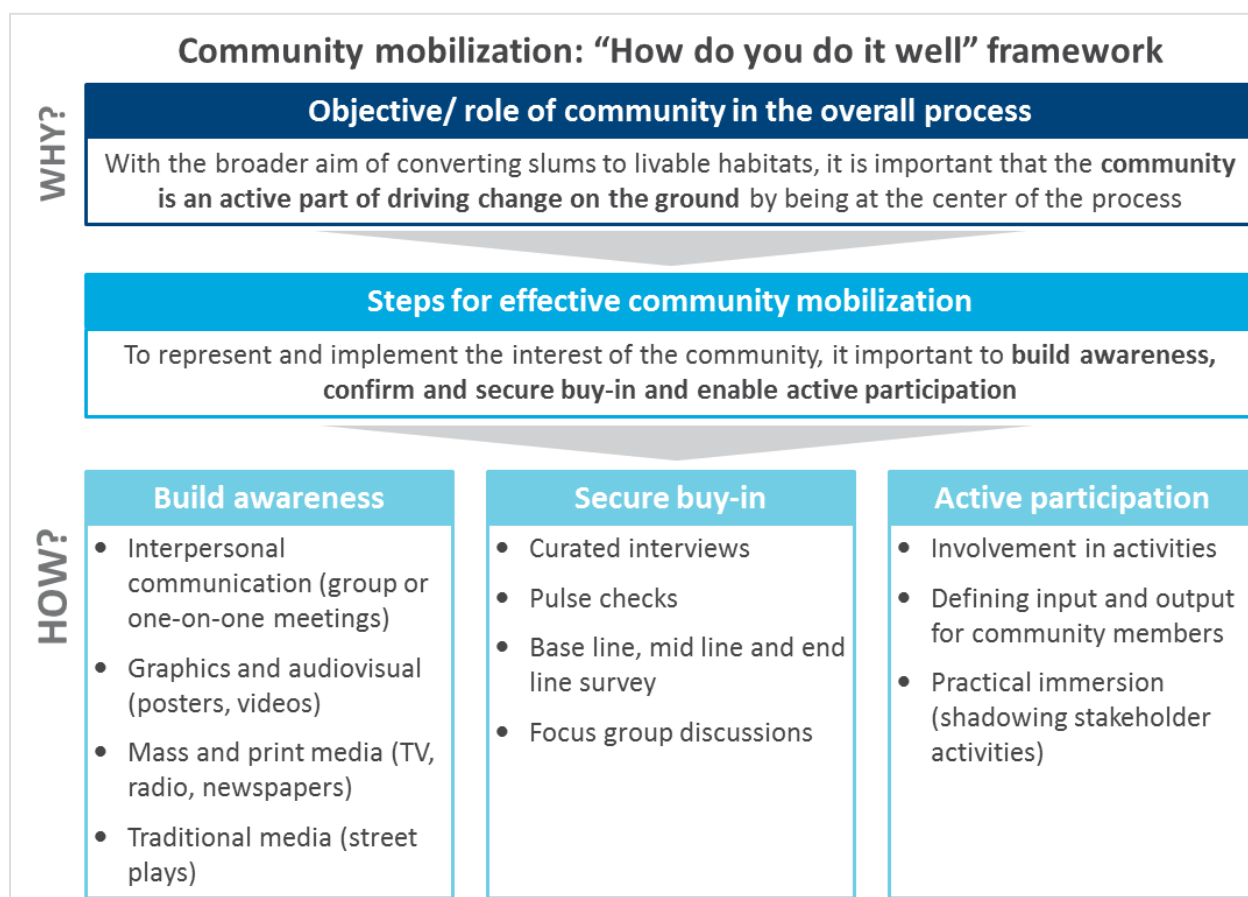 Community mobilization: “How do you do it well” framework
WHY?
Objective/ role of community in the overall process
With the broader aim of converting slums to livable habitats, it is important that the community
is an active part of driving change on the ground by being at the center of the process
Steps for effective community mobilization
To represent and implement the interest of the community, it important to build awareness,
confirm and secure buy-in and enable active participation
HOW?
Build awareness
• Interpersonal
communication (group or
one-on-one meetings)
• Graphics and audiovisual
(posters, videos)
• Mass and print media (TV,
radio, newspapers)
• Traditional media (street
plays)
Secure buy-in
• Curated interviews
• Pulse checks
• Base line, mid line and end
line survey
• Focus group discussions
Active participation
• Involvement in activities
• Defining input and output
for community members
• Practical immersion
(shadowing stakeholder
activities)